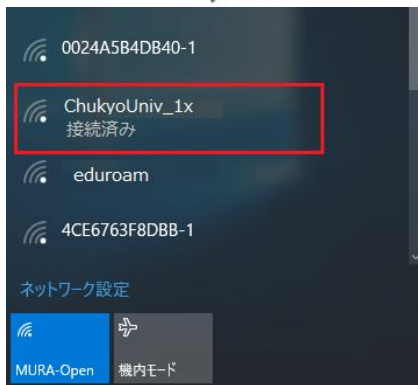 0024A5B4DB40-1
ChukyoUniv_1x
接続済み
eduroam
4CE6763F8DBB-1
ネットワーク設定
MURA-Open
機内モード